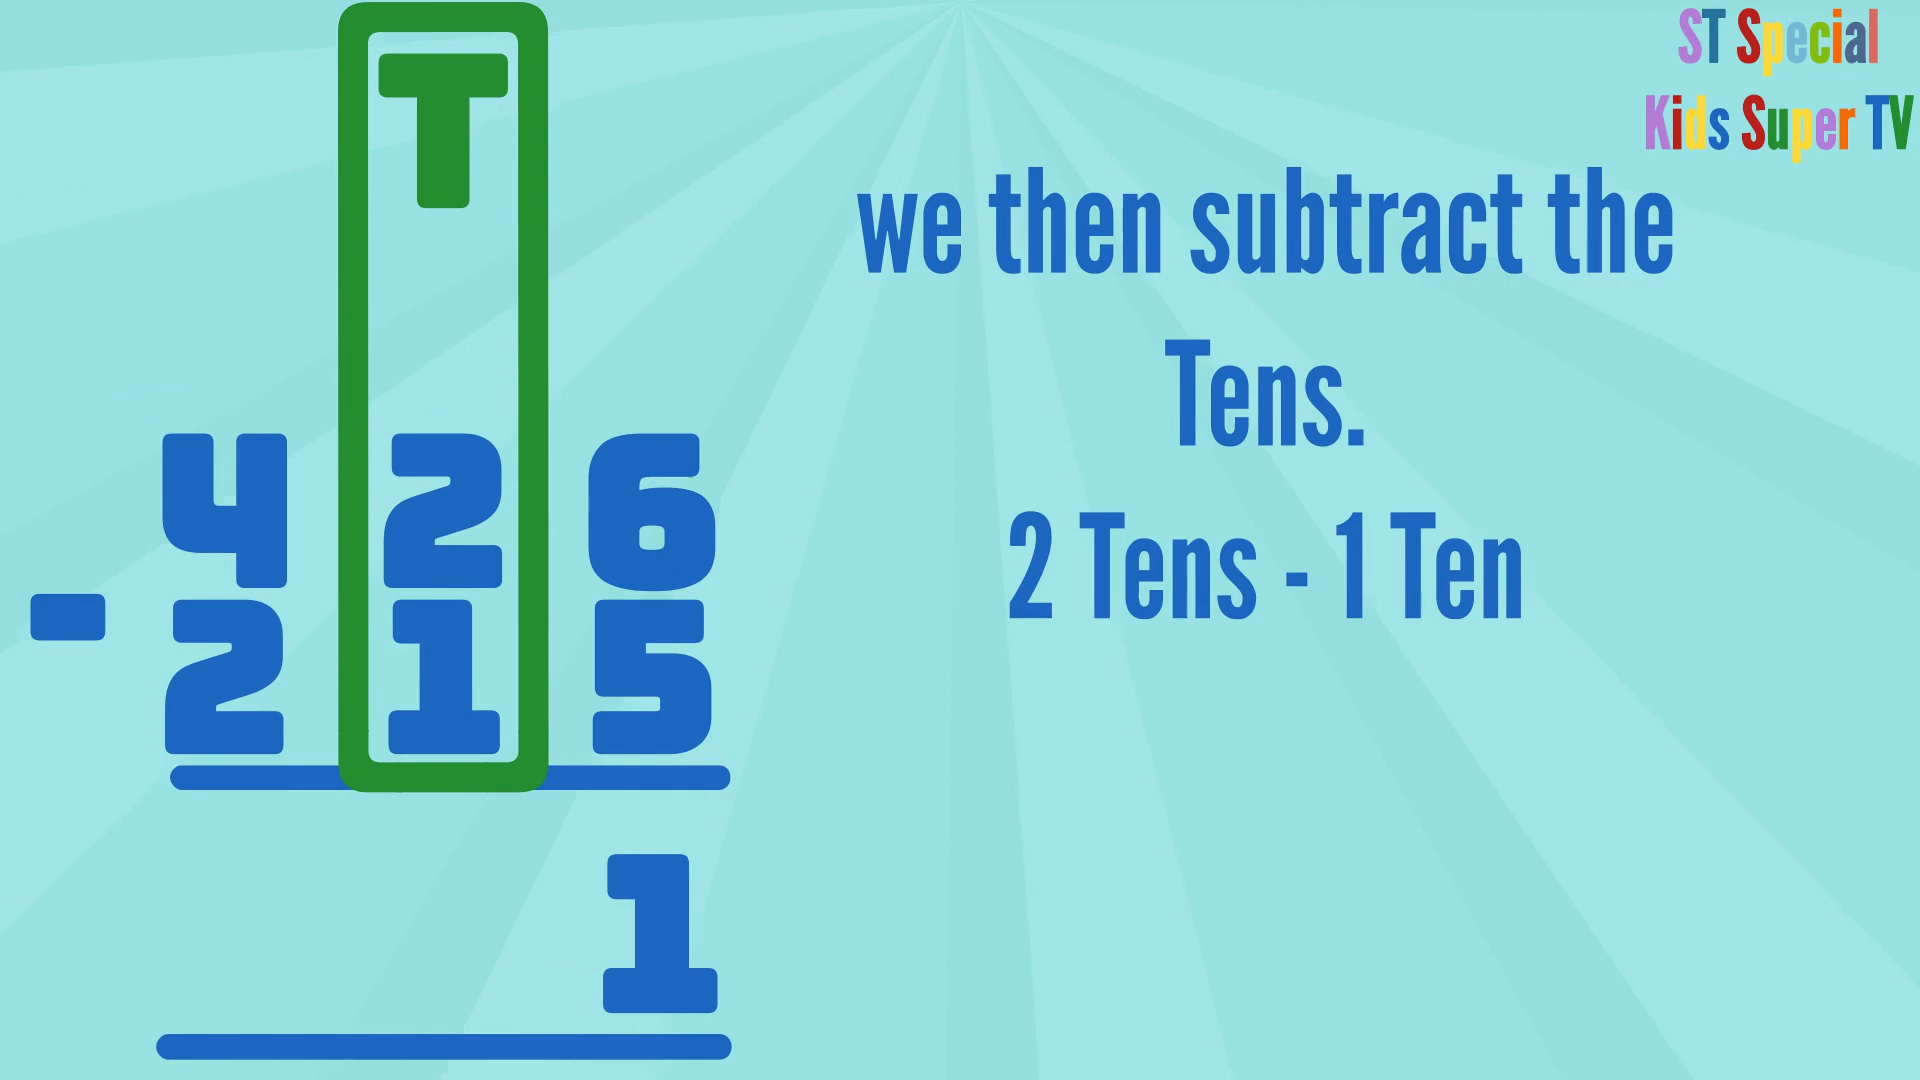 ST Special
Kids Super TV
T
we then subtract the
Tens.
2 Tens - 1 Ten
4 2 6
- 2 1 5
1